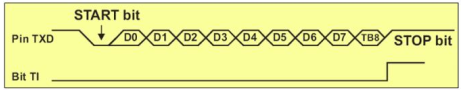 START bit
Pin TXD D0 D1 D2 D3 D4 D5 D6 D7 TB8 STOP bit
Bit TI